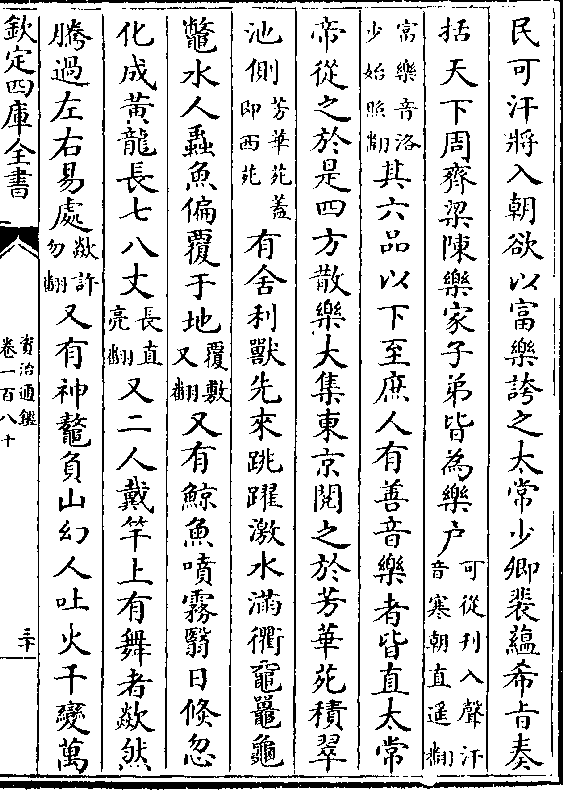 民可汗將入朝欲以富樂誇之太常少卿裴蘊希旨奏
括天下周齊梁陳樂家子弟皆為樂户可從刋入聲汗音寒朝直遥翻
富樂音洛少始照翻其六品以下至庶人有善音樂者皆直太常
帝從之於是四方散樂大集東京閱之於芳華苑積翠
池側芳華苑蓋即西苑有舍利獸先來跳躍激水滿衢黿鼉龜
鼈水人蟲魚偏覆于地覆敷又翻又有鯨魚噴霧翳日倐忽
化成黄龍長七八丈長直亮翻又二人戴竿上有舞者歘然
騰過左右易處歘許勿翻又有神鼇負山幻人吐火千變萬
欽定四庫全書
資治通鑑
卷一百八十
三十